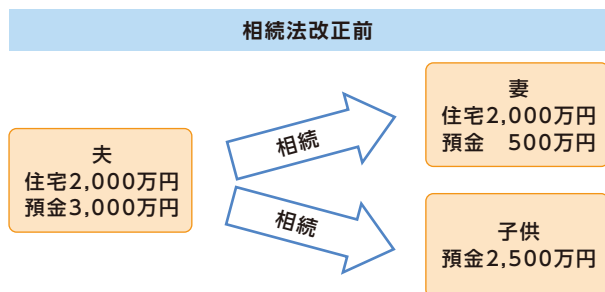 相続法改正前
夫
住宅2,000万円
預金3,000万円
相続
相続
妻
住宅2,000万円
預金　500万円
子供
預金2,500万円